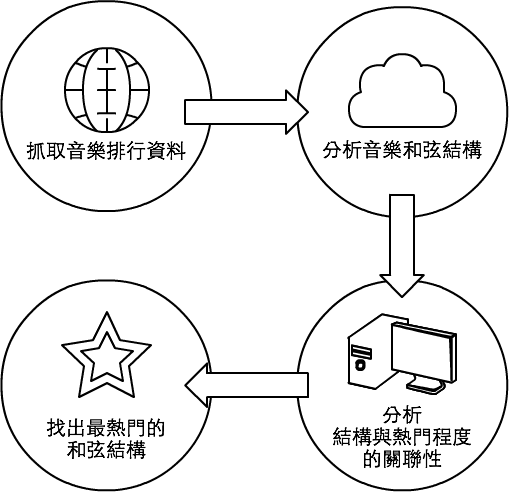 抓取音樂排行資料
分析音樂和弦結構
分析
結構與熱門程度
的關聯性
找出最熱門的
和弦結構